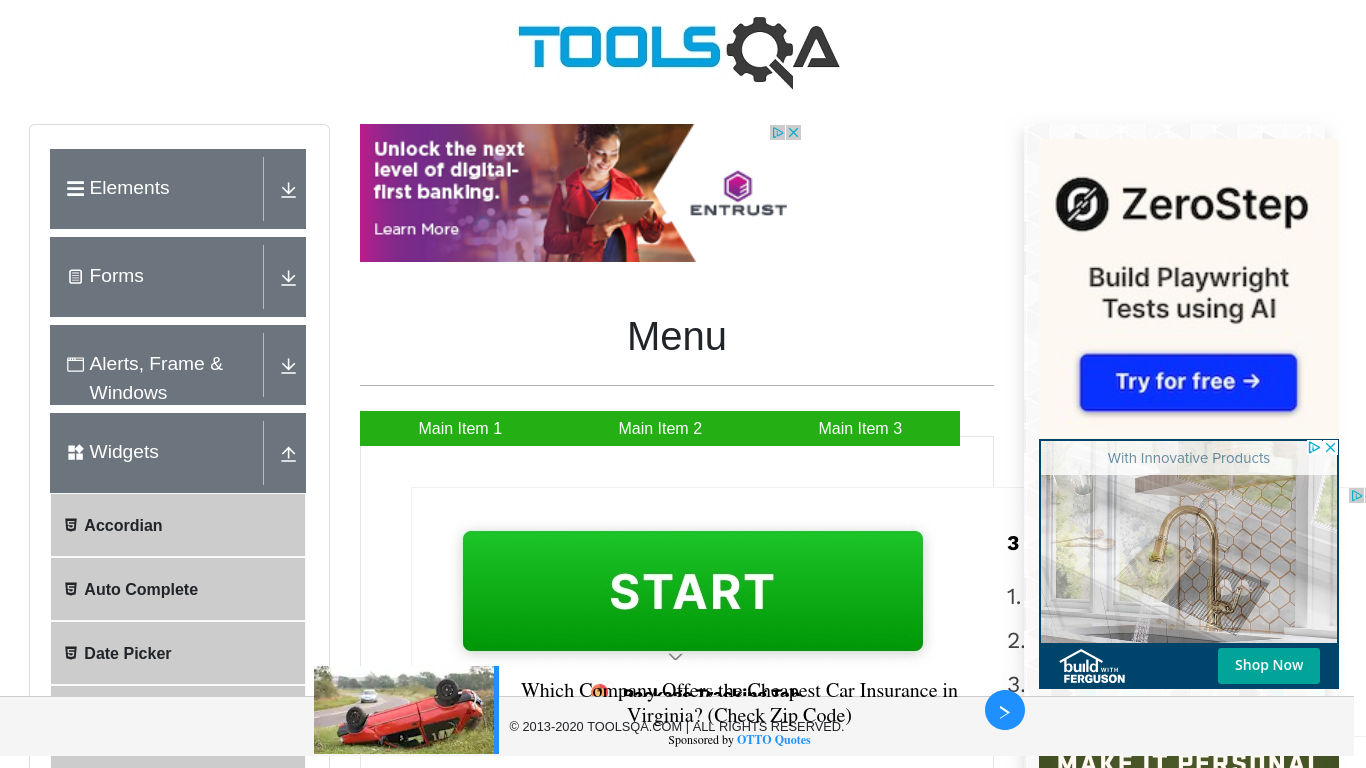 TOOLSQA
Elements
Forms
Alerts, Frame &
Windows
Widgets
Accordian
Auto Complete
Date Picker
Unlock the next
level of digital-
first banking.
Learn More
ENTRUST
Menu
Main Item 1
Main Item 2
Main Item 3
START
3
1.
2.
3.
Which Company Offers the Cheapest Car Insurance in
Virginia? (Check Zip Code)
© 2013-2020 TOOLSQA.COM | ALL RIGHTS RESERVED.
Sponsored by OTTO Quotes
ZeroStep
Build Playwright
Tests using AI
Try for free →
With Innovative Products
build WITH
FERGUSON
Shop Now
MAKE IT PERSONAL